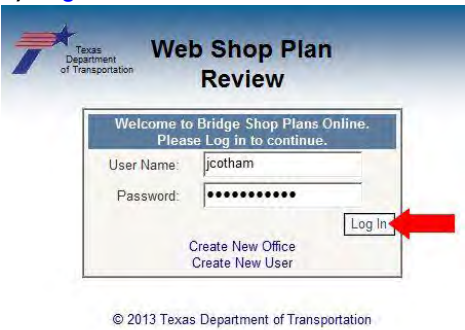 Texas
Department
of Transportation
Web Shop Plan
Review
Welcome to Bridge Shop Plans Online.
Please Log in to continue.
User Name: jcotham
Password: •••••••••••
Log In
Create New Office
Create New User
© 2013 Texas Department of Transportation